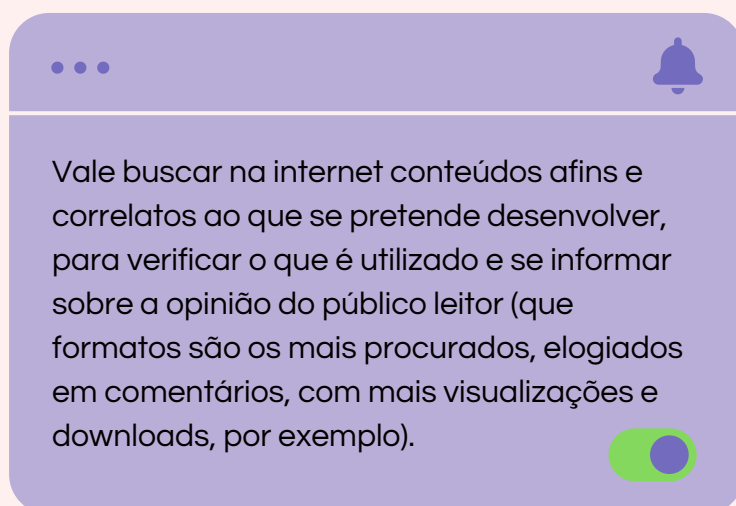 Vale buscar na internet conteúdos afins e
correlatos ao que se pretende desenvolver,
para verificar o que é utilizado e se informar
sobre a opinião do público leitor (que
formatos são os mais procurados, elogiados
em comentários, com mais visualizações e
downloads, por exemplo).